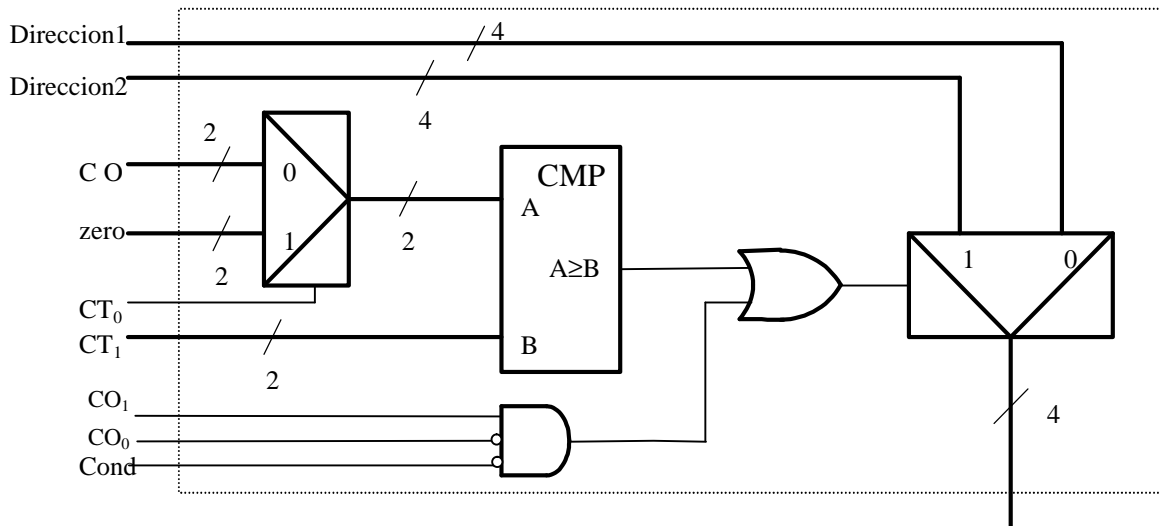 Direccion1
4
Direccion2
4
2
C O
0
CMP
A
2
zero
1
2
1
0
A≥B
CT₀
CT₁
B
2
CO₁
4
CO₀
Cond